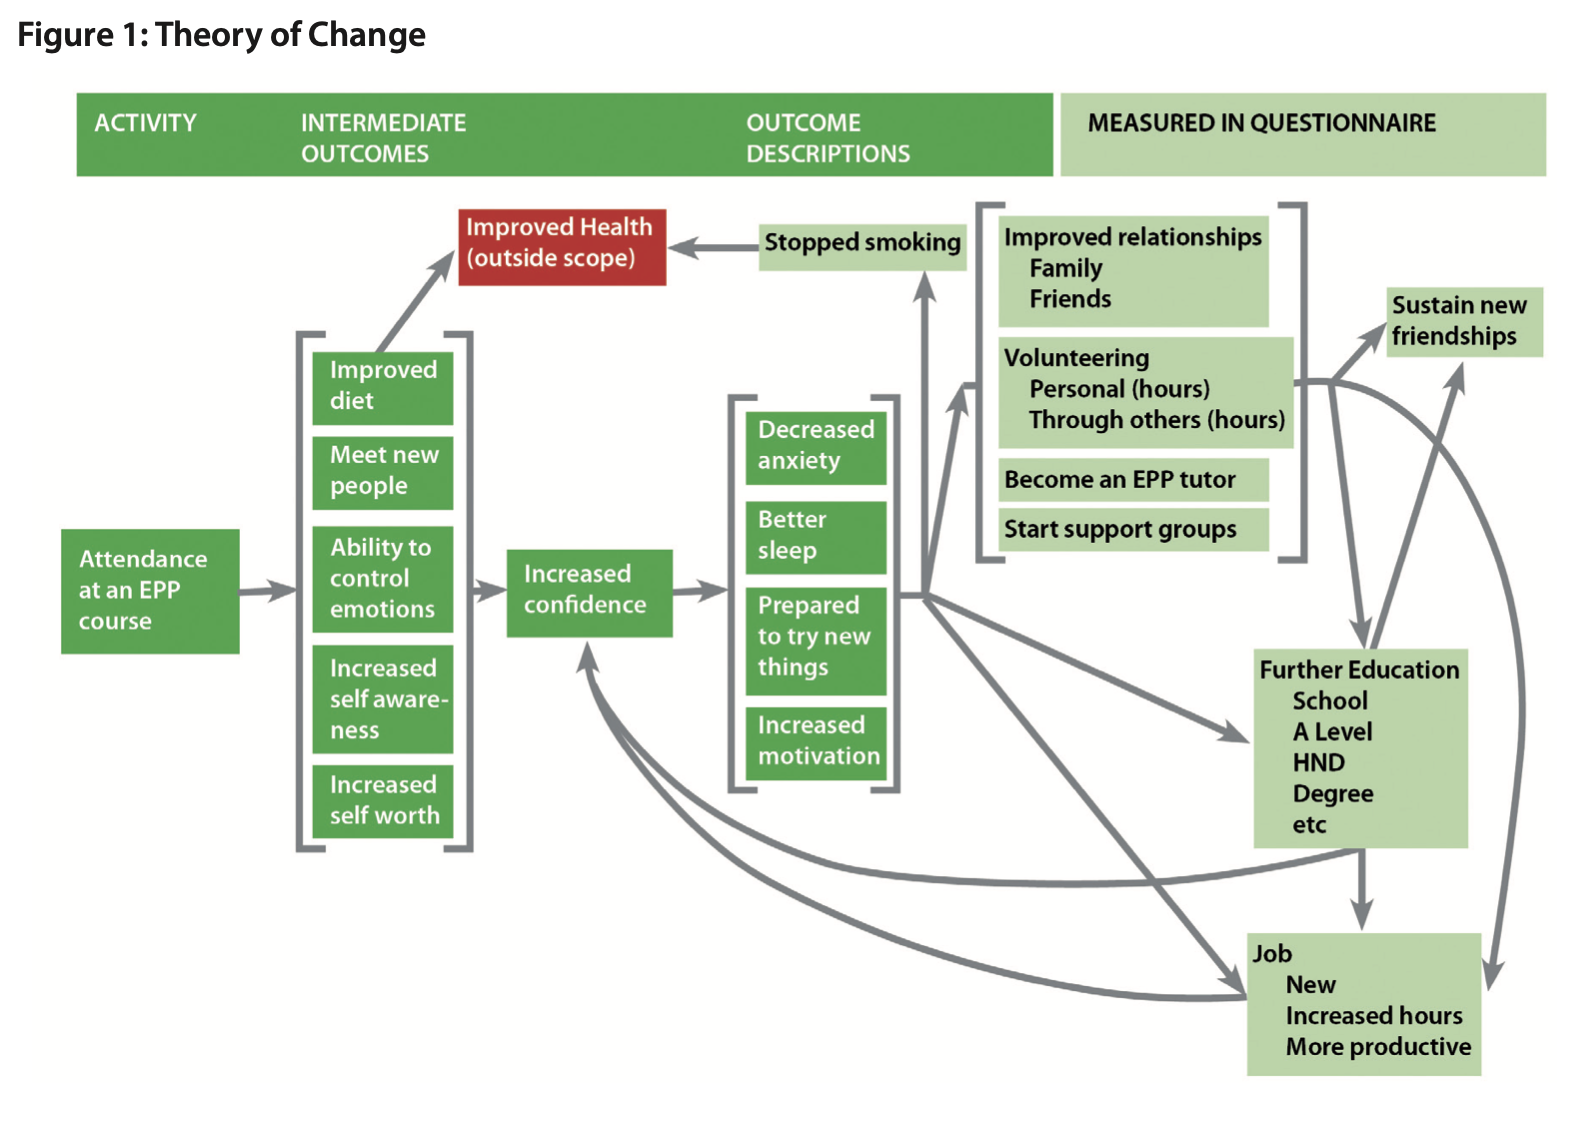 Figure 1: Theory of Change
ACTIVITY
INTERMEDIATE
OUTCOMES
OUTCOME
DESCRIPTIONS
MEASURED IN QUESTIONNAIRE
Improved Health
(outside scope)
Stopped smoking
Improved relationships
Family
Friends
Volunteering
Personal (hours)
Through others (hours)
Become an EPP tutor
Start support groups
Sustain new
friendships
Attendance
at an EPP
course
Improved
diet
Meet new
people
Ability to
control
emotions
Increased
self aware-
ness
Increased
self worth
Increased
confidence
Decreased
anxiety
Better
sleep
Prepared
to try new
things
Increased
motivation
Further Education
School
A Level
HND
Degree
etc
Job
New
Increased hours
More productive